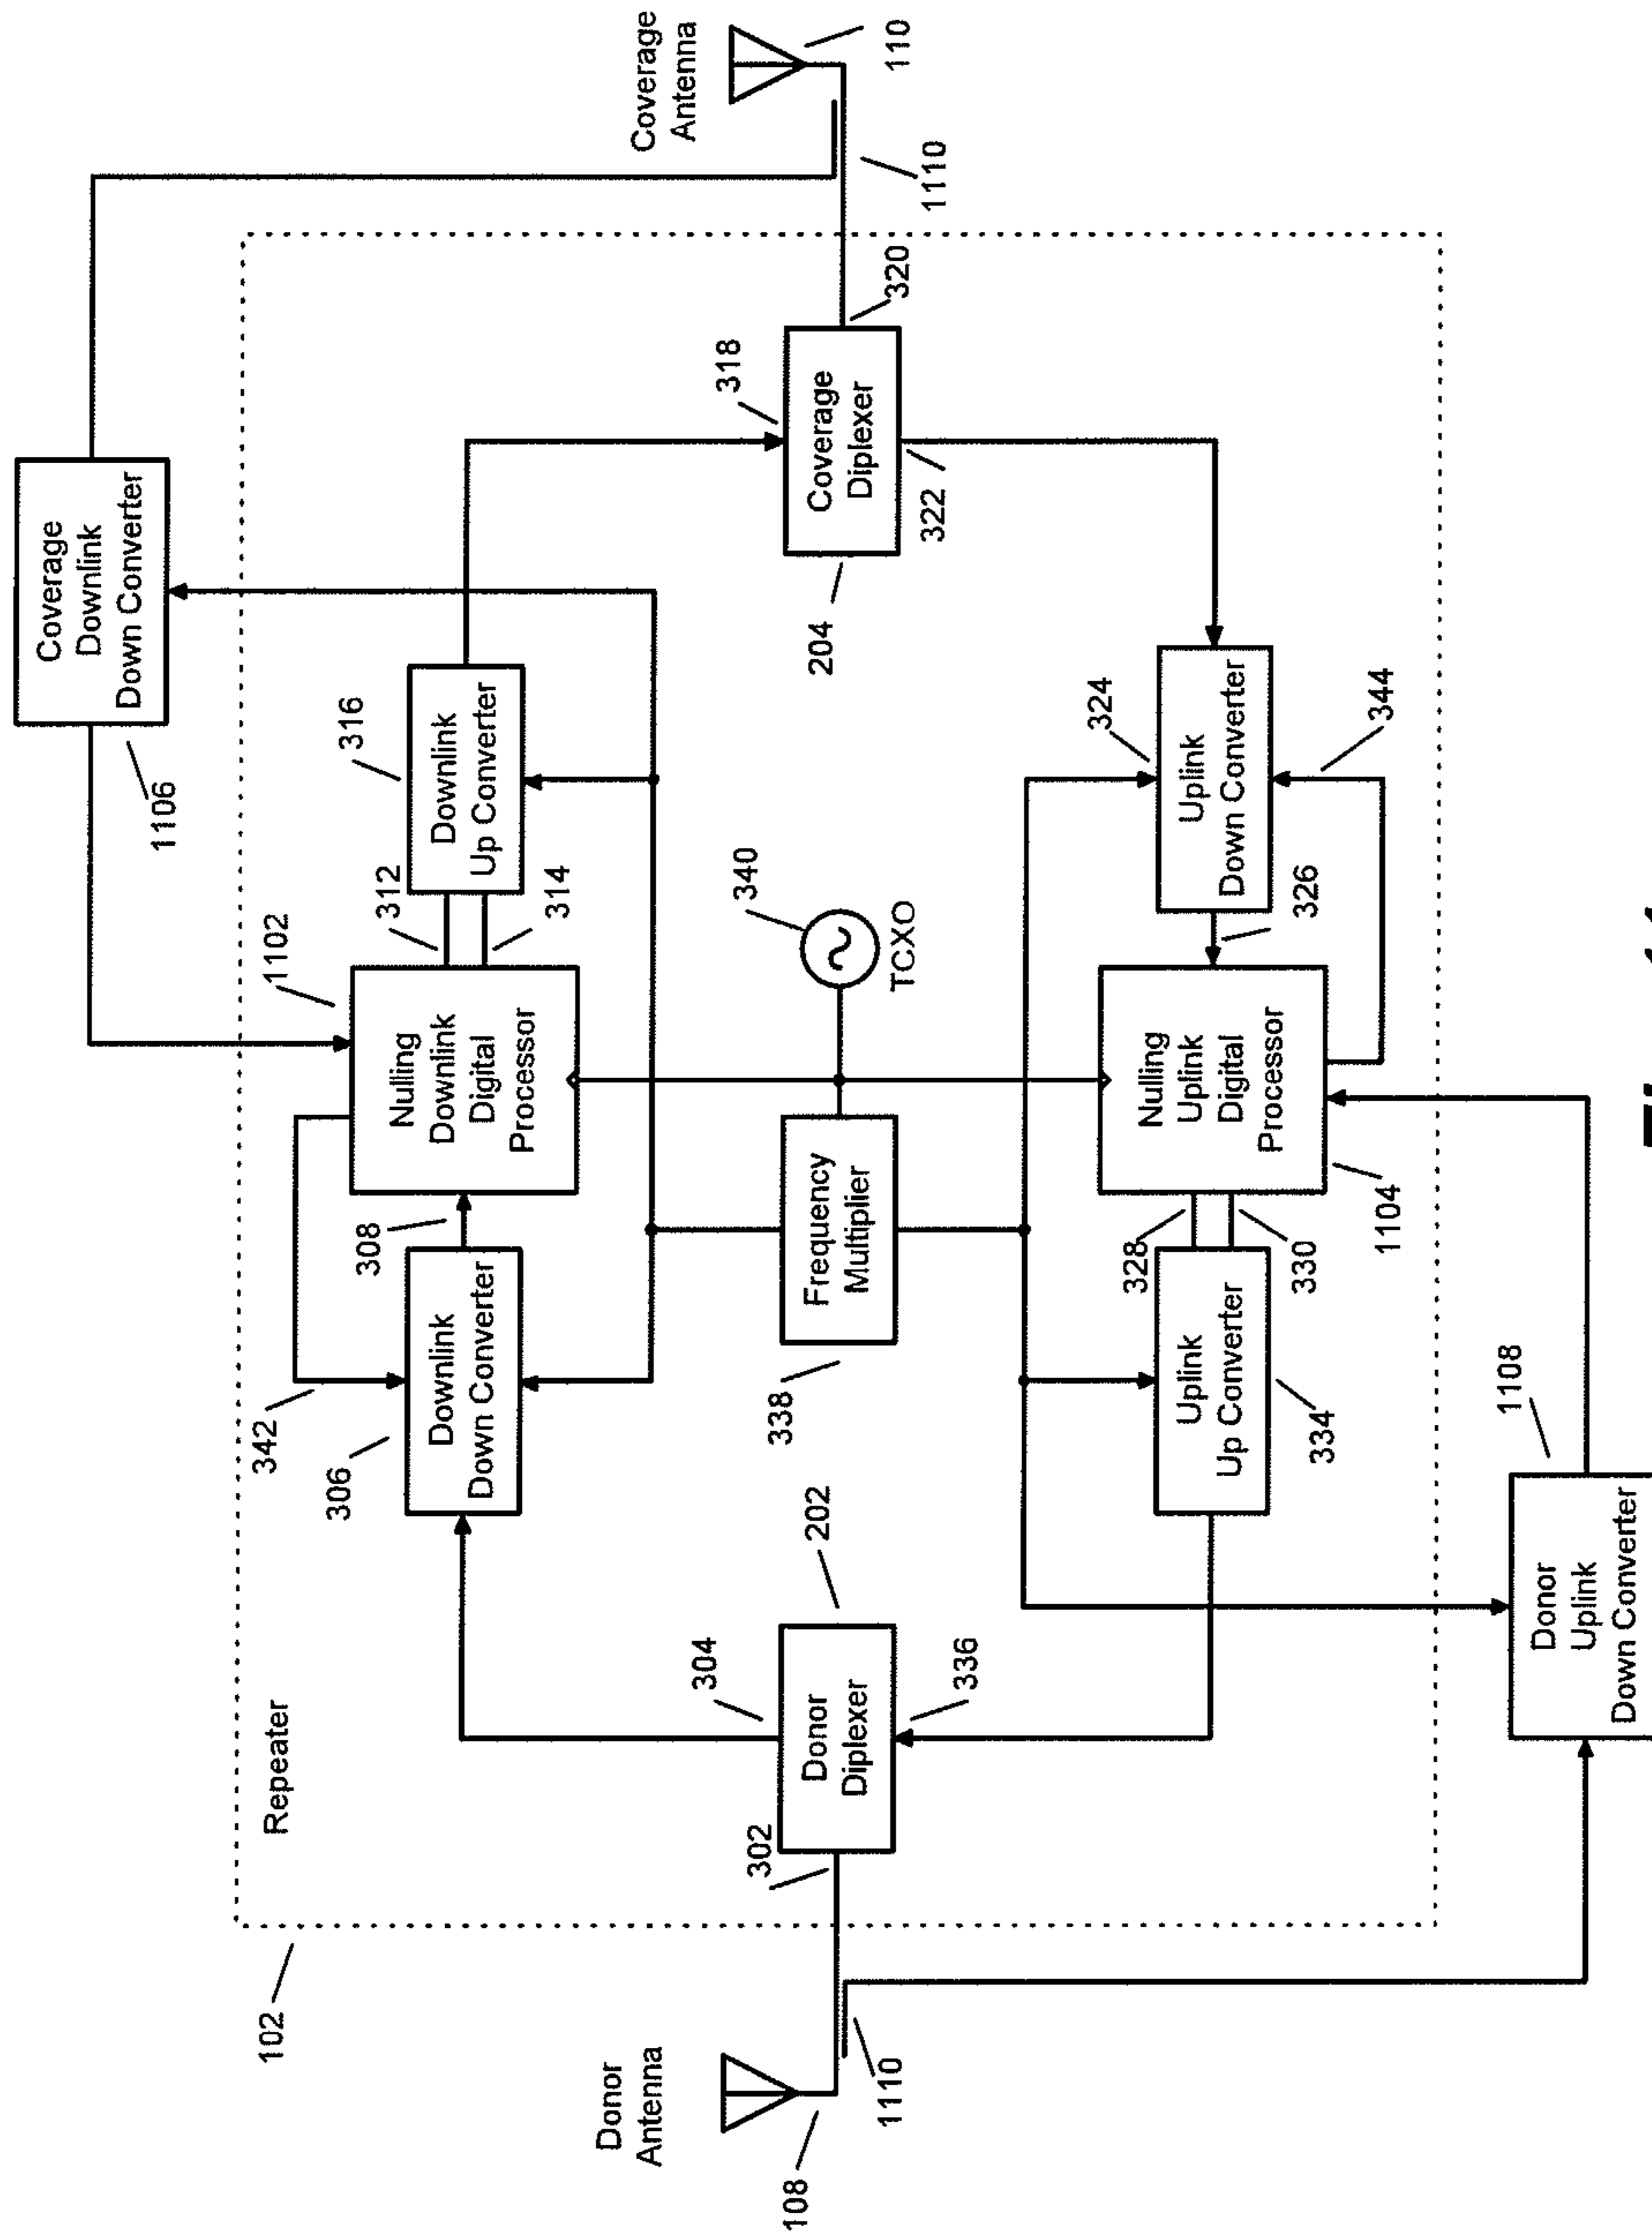 Coverage
Downlink
Down Converter
1106
Coverage
Antenna
110
1110
Repeater
102
342
306
Downlink
Down Converter
308
1102
Nulling
Downlink
Digital
Processor
312
314
316
Downlink
Up Converter
318
Coverage
Diplexer
320
322
204
Donor
Antenna
108
1110
302
304
Donor
Diplexer
202
336
338
Frequency
Multiplier
340
TCXO
Uplink
Up Converter
334
328
330
Nulling
Uplink
Digital
Processor
1104
326
324
Uplink
Down Converter
344
1108
Donor
Uplink
Down Converter